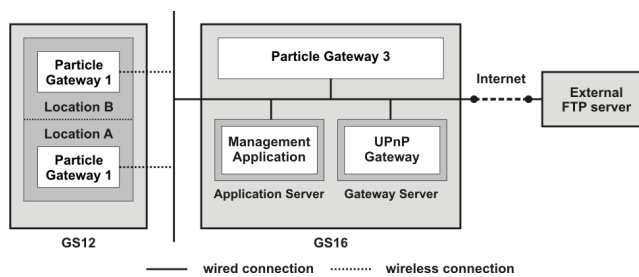 Particle
Gateway 1
Location B
Location A
Particle
Gateway 1
GS12
Particle Gateway 3
Management
Application
Application Server
UPnP
Gateway
Gateway Server
GS16
Internet
External
FTP server
wired connection
wireless connection